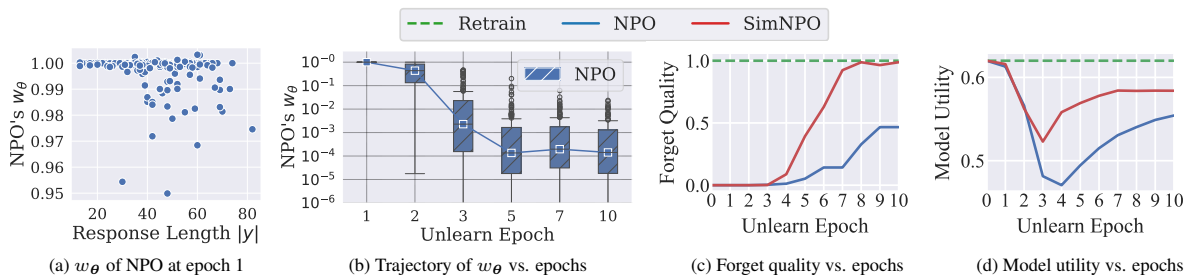 Retrain NPO SimNPO
NPO's wθ
1.00
0.99
0.98
0.97
0.96
0.95
20 40 60 80
Response Length |y|
(a) wθ of NPO at epoch 1
NPO's wθ
10⁻⁰
10⁻¹
10⁻²
10⁻³
10⁻⁴
10⁻⁵
10⁻⁶
NPO
1 2 3 5 7 10
Unlearn Epoch
(b) Trajectory of wθ vs. epochs
Forget Quality
1.0
0.5
0.0
0 1 2 3 4 5 6 7 8 9 10
Unlearn Epoch
(c) Forget quality vs. epochs
Model Utility
0.6
0.5
0 1 2 3 4 5 6 7 8 9 10
Unlearn Epoch
(d) Model utility vs. epochs